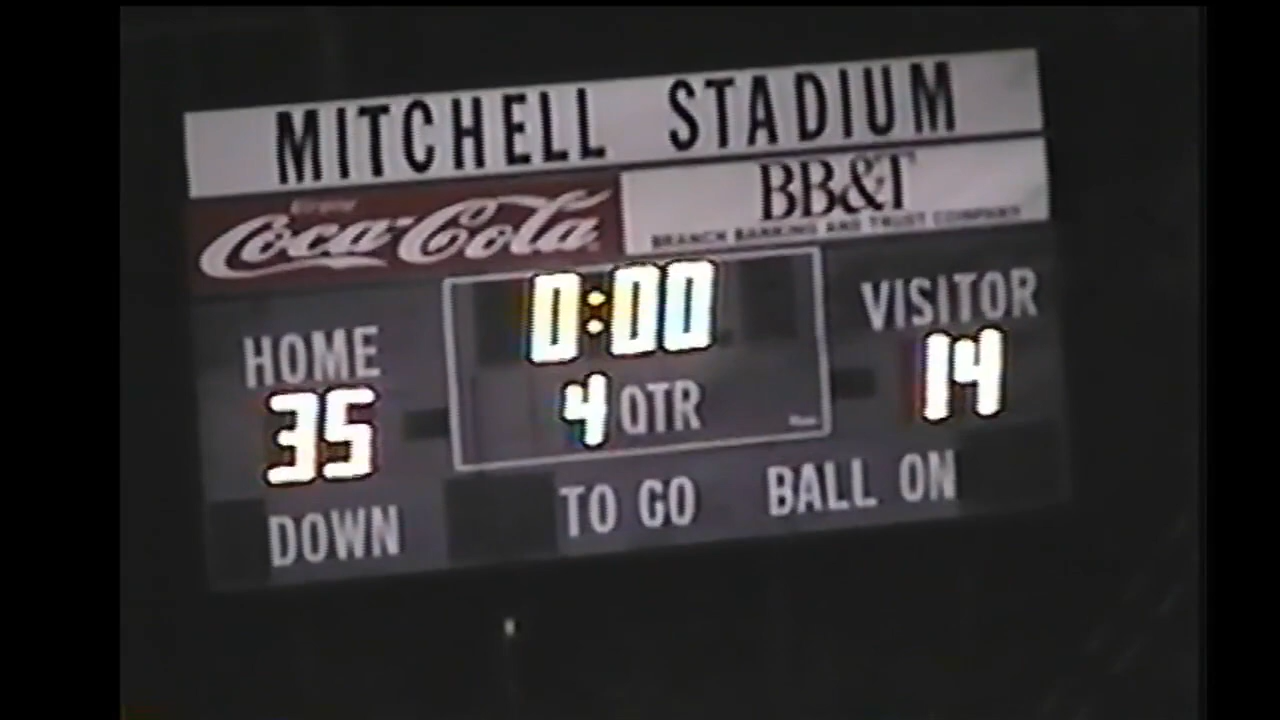 MITCHELL STADIUM
Enjoy
Coca-Cola
BB&T
BRANCH BANKING AND TRUST COMPANY
0:00
HOME
VISITOR
35
4 QTR
14
DOWN
TO GO
BALL ON